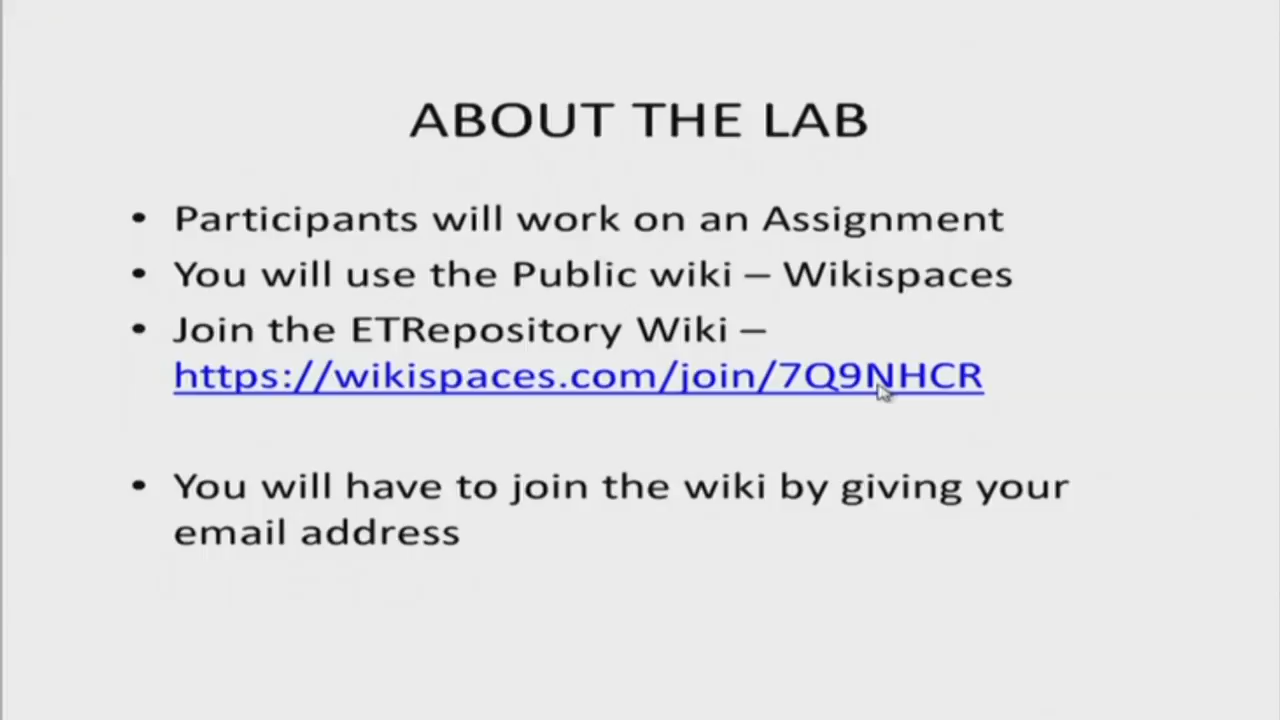 ABOUT THE LAB
• Participants will work on an Assignment
• You will use the Public wiki – Wikispaces
• Join the ETRepository Wiki –
https://wikispaces.com/join/7Q9NHCR
• You will have to join the wiki by giving your
email address